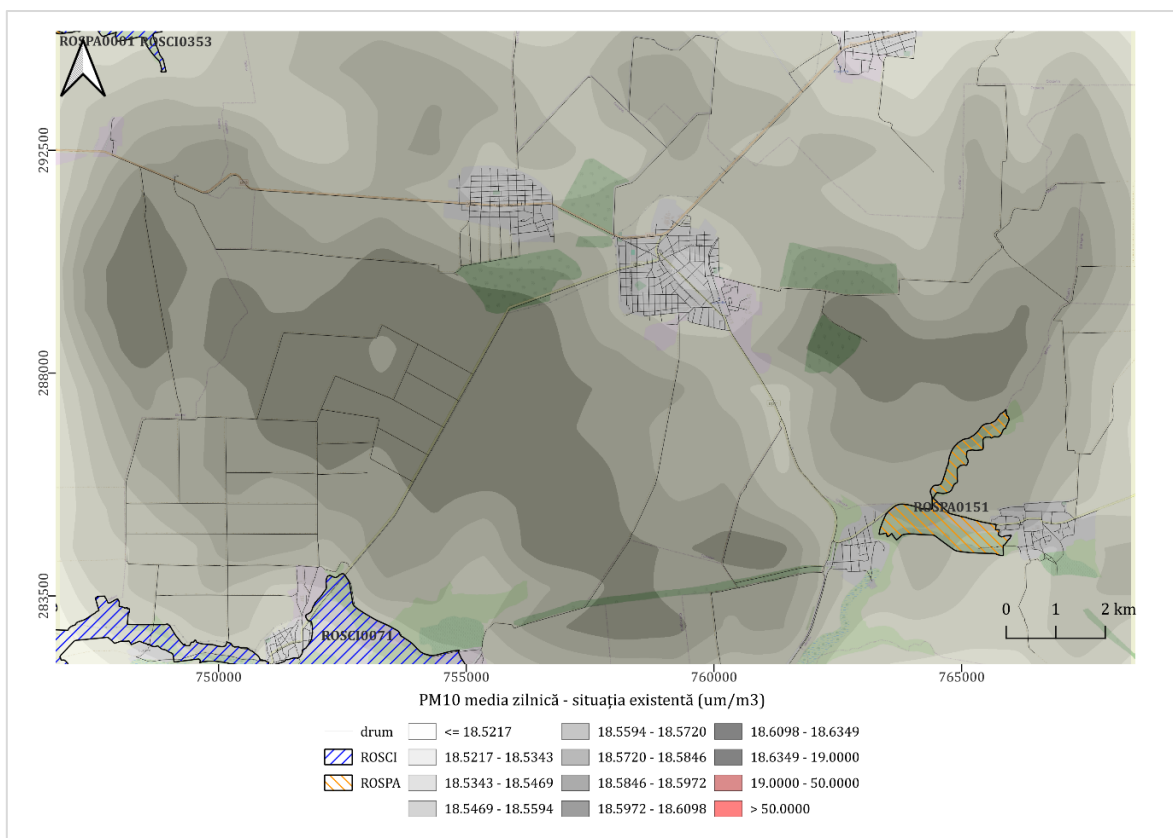 ROSPA0001 ROSCI0353
292500
288000
283500
ROSPA0151
ROSCI0071
0 1 2 km
750000 755000 760000 765000
PM10 media zilnică - situația existentă (um/m3)
drum <= 18.5217 18.5594 - 18.5720 18.6098 - 18.6349
ROSCI 18.5217 - 18.5343 18.5720 - 18.5846 18.6349 - 19.0000
ROSPA 18.5343 - 18.5469 18.5846 - 18.5972 19.0000 - 50.0000
18.5469 - 18.5594 18.5972 - 18.6098 > 50.0000